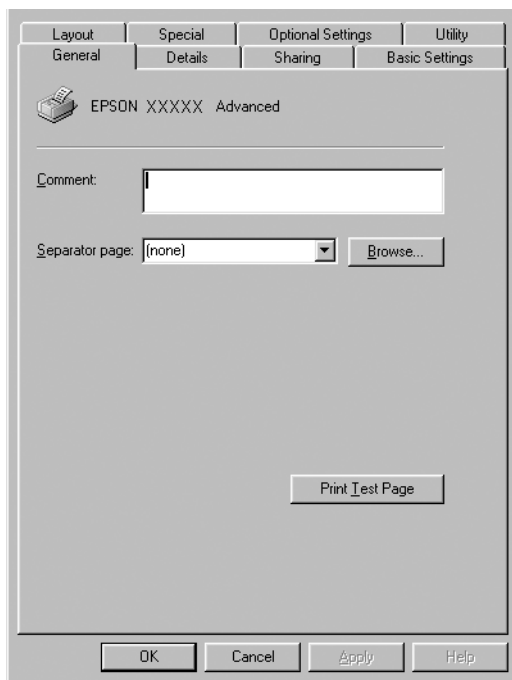 Layout Special Optional Settings Utility
General Details Sharing Basic Settings
EPSON XXXXX Advanced
Comment:
Separator page: (none) Browse...
Print Test Page
OK Cancel Apply Help